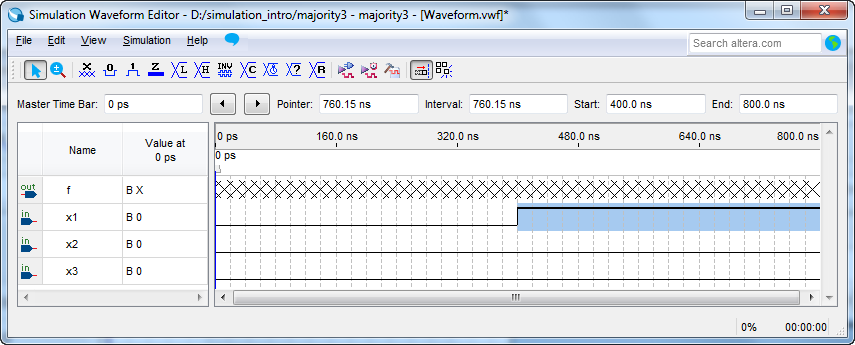 Simulation Waveform Editor - D:/simulation_intro/majority3 - majority3 - [Waveform.vwf]*
File Edit View Simulation Help Search altera.com
X 0 1 Z L H INV C ? R
Master Time Bar: 0 ps Pointer: 760.15 ns Interval: 760.15 ns Start: 400.0 ns End: 800.0 ns
Name Value at 0 ps 0 ps 160.0 ns 320.0 ns 480.0 ns 640.0 ns 800.0 ns
0 ps
out f B X
in x1 B 0
in x2 B 0
in x3 B 0
0% 00:00:00